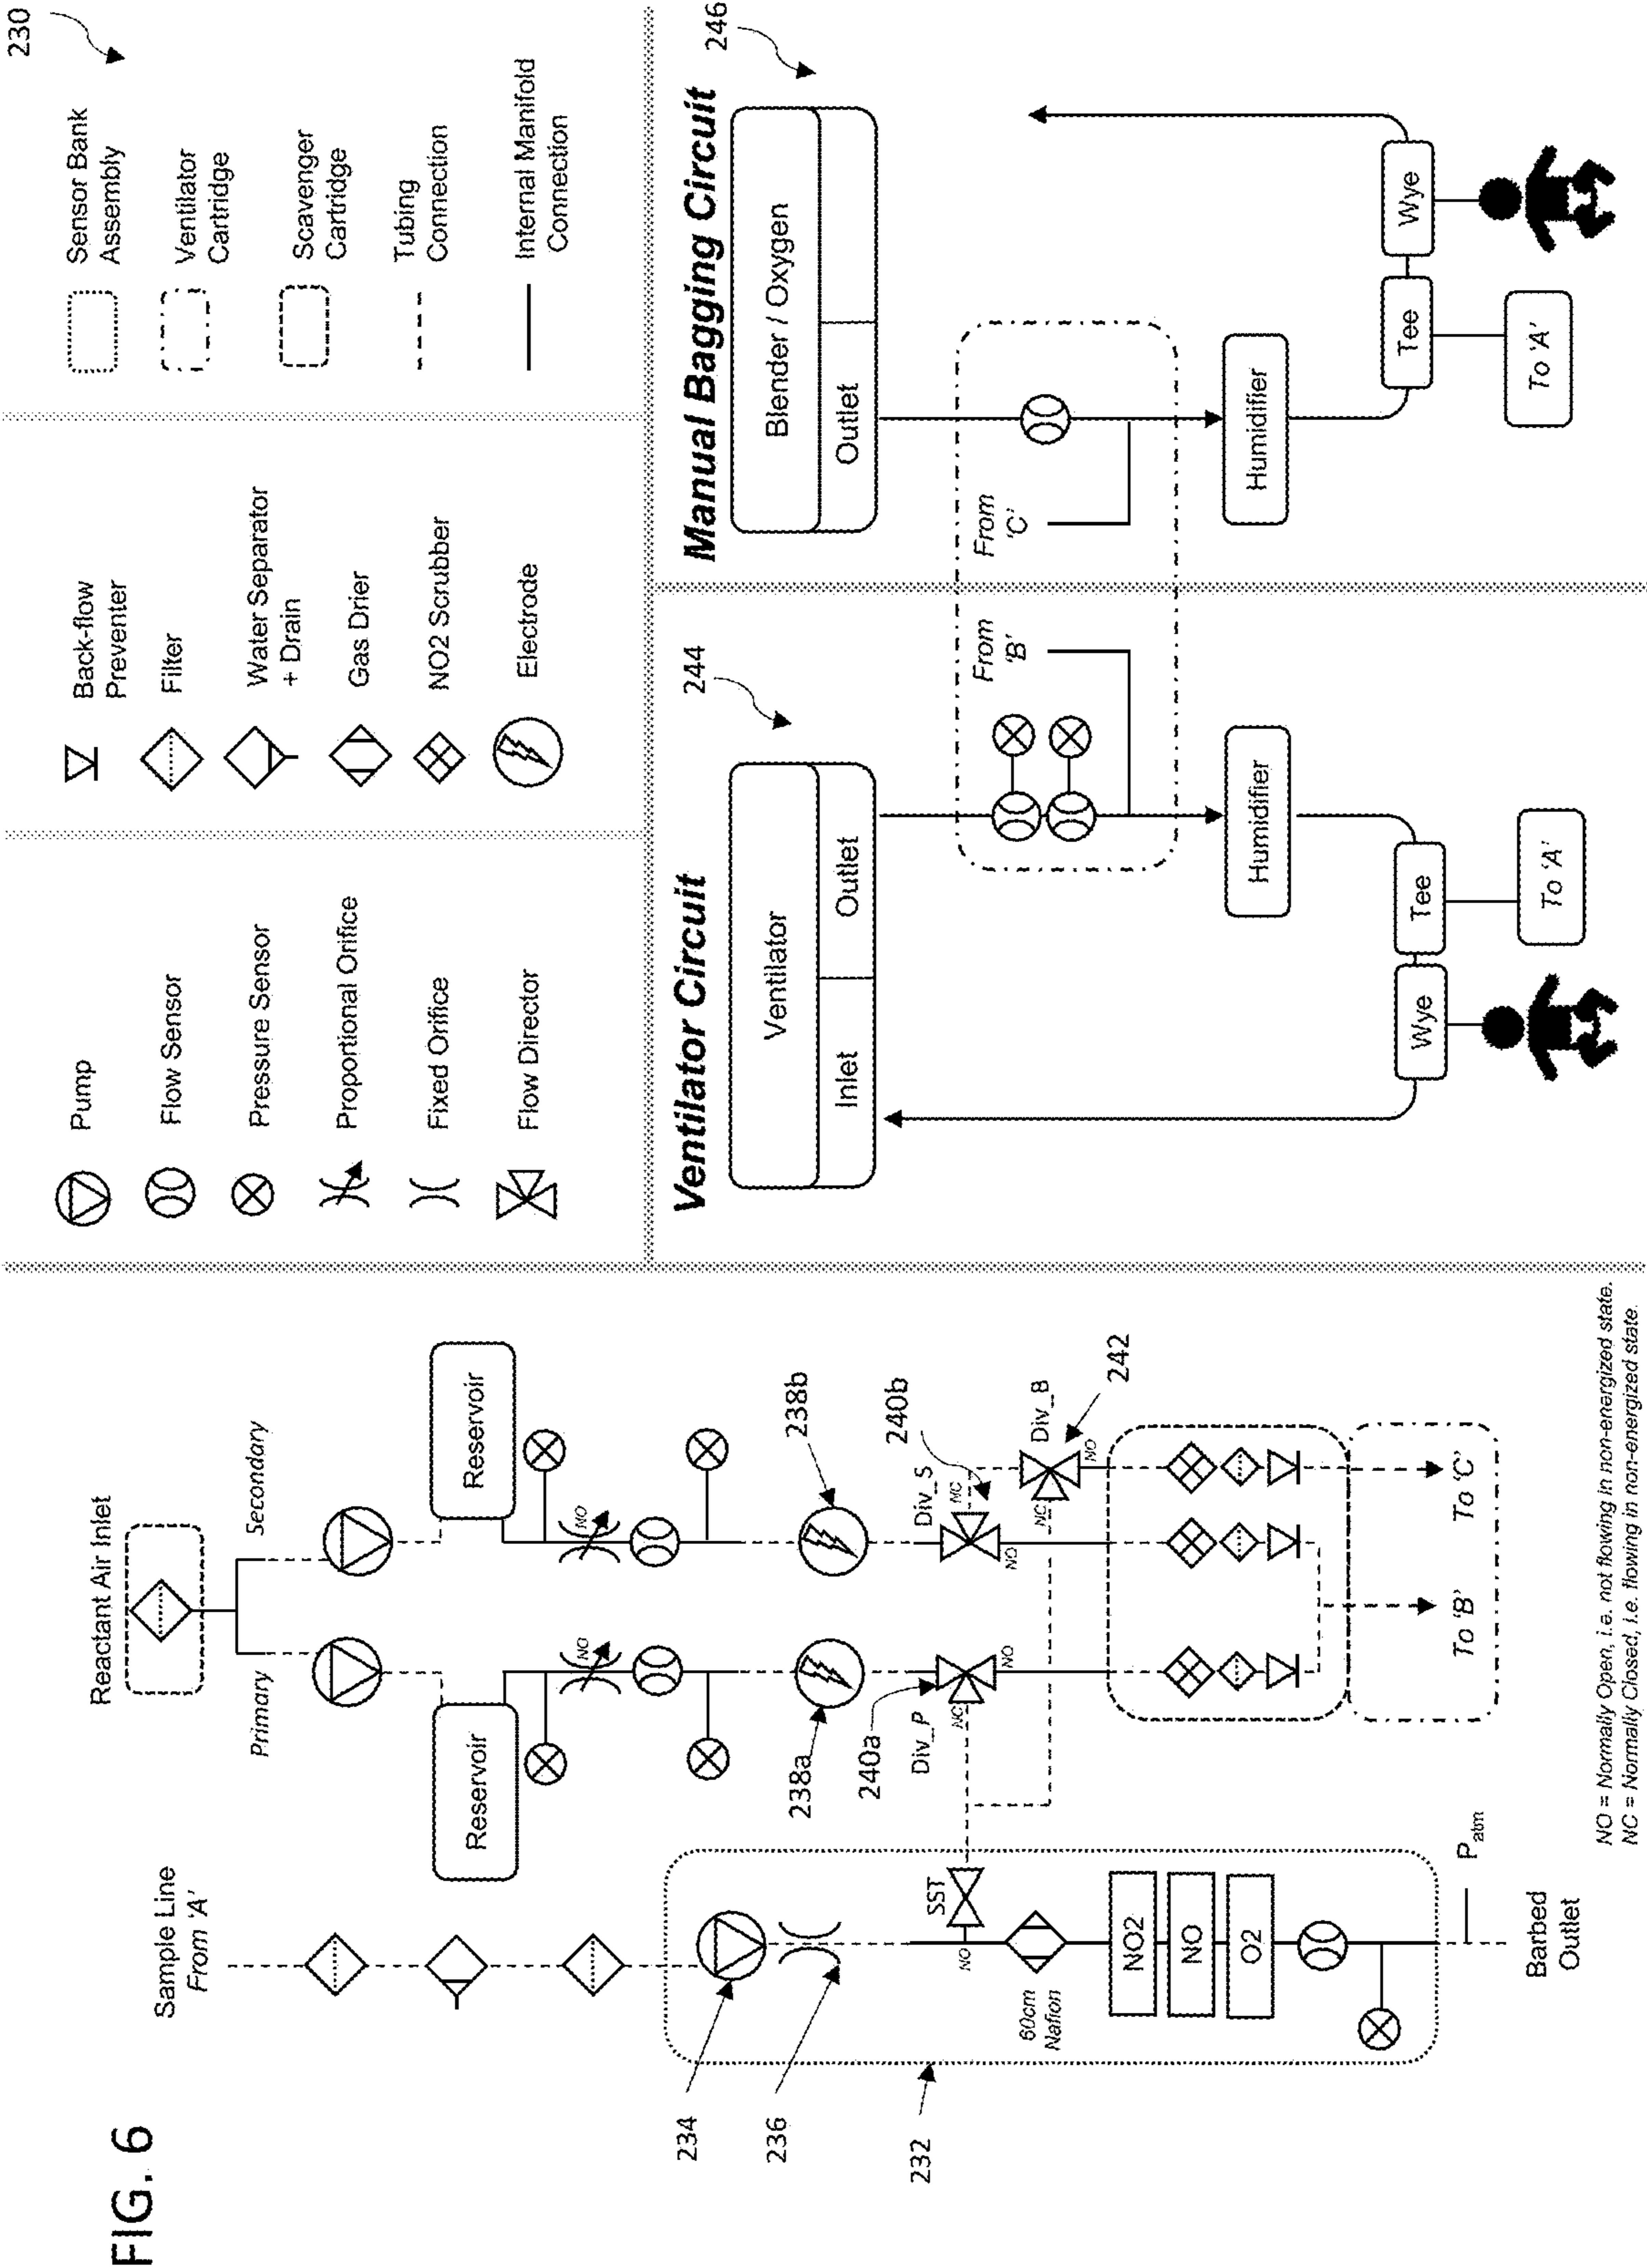 FIG. 6
230
Sample Line
From 'A'
Reactant Air Inlet
Primary
Secondary
Reservoir
Reservoir
NO
NO
234
236
232
238a
238b
240a
240b
242
Div_P
Div_S
Div_B
NC
NO
NC
NO
NC
NO
SST
NO
60cm
Nafion
NO2
NO
O2
P_atm
Barbed
Outlet
To 'B'
To 'C'
NO = Normally Open, i.e. not flowing in non-energized state.
NC = Normally Closed, i.e. flowing in non-energized state.
Pump
Flow Sensor
Pressure Sensor
Proportional Orifice
Fixed Orifice
Flow Director
Back-flow
Preventer
Filter
Water Separator
+ Drain
Gas Drier
NO2 Scrubber
Electrode
Sensor Bank
Assembly
Ventilator
Cartridge
Scavenger
Cartridge
Tubing
Connection
Internal Manifold
Connection
Ventilator Circuit
244
Ventilator
Inlet
Outlet
From
'B'
Humidifier
Wye
Tee
To 'A'
Manual Bagging Circuit
246
Blender / Oxygen
Outlet
From
'C'
Humidifier
Tee
Wye
To 'A'